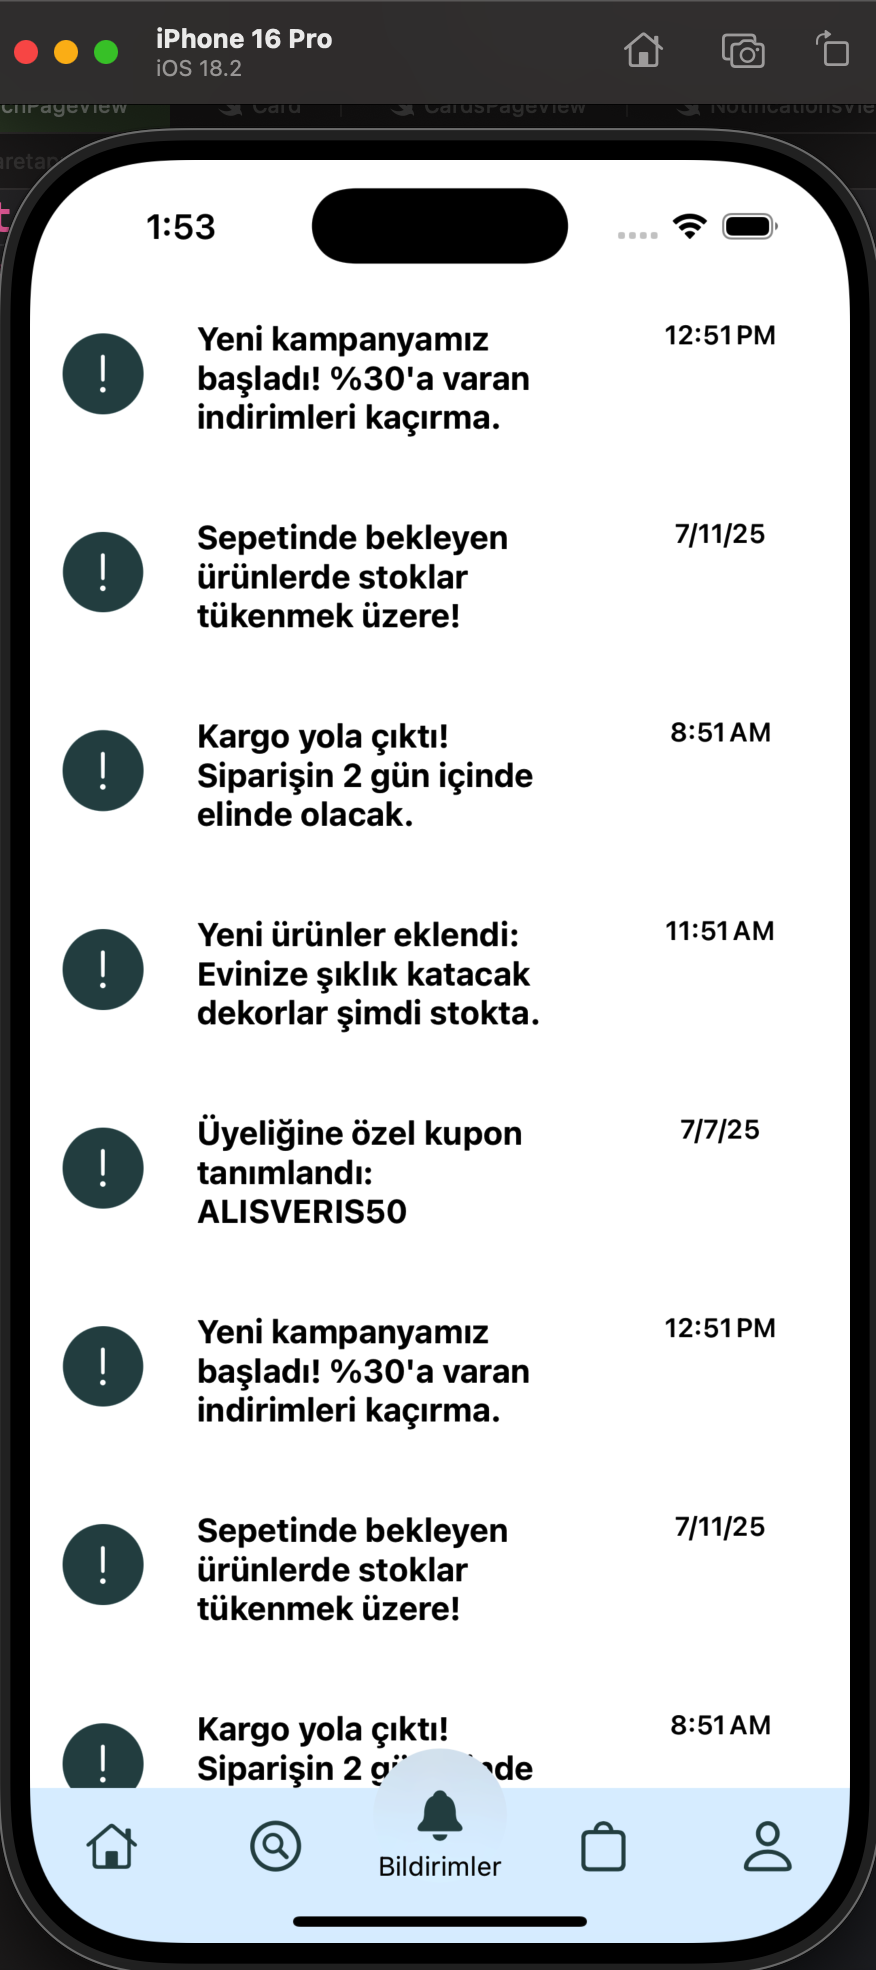 iPhone 16 Pro
iOS 18.2
chPageView
Card
CardsPageView
NotificationsVie
1:53
Yeni kampanyamız
başladı! %30'a varan
indirimleri kaçırma.
12:51 PM
Sepetinde bekleyen
ürünlerde stoklar
tükenmek üzere!
7/11/25
Kargo yola çıktı!
Siparişin 2 gün içinde
elinde olacak.
8:51 AM
Yeni ürünler eklendi:
Evinize şıklık katacak
dekorlar şimdi stokta.
11:51 AM
Üyeliğine özel kupon
tanımlandı:
ALISVERIS50
7/7/25
Yeni kampanyamız
başladı! %30'a varan
indirimleri kaçırma.
12:51 PM
Sepetinde bekleyen
ürünlerde stoklar
tükenmek üzere!
7/11/25
Kargo yola çıktı!
Siparişin 2
8:51 AM
Bildirimler